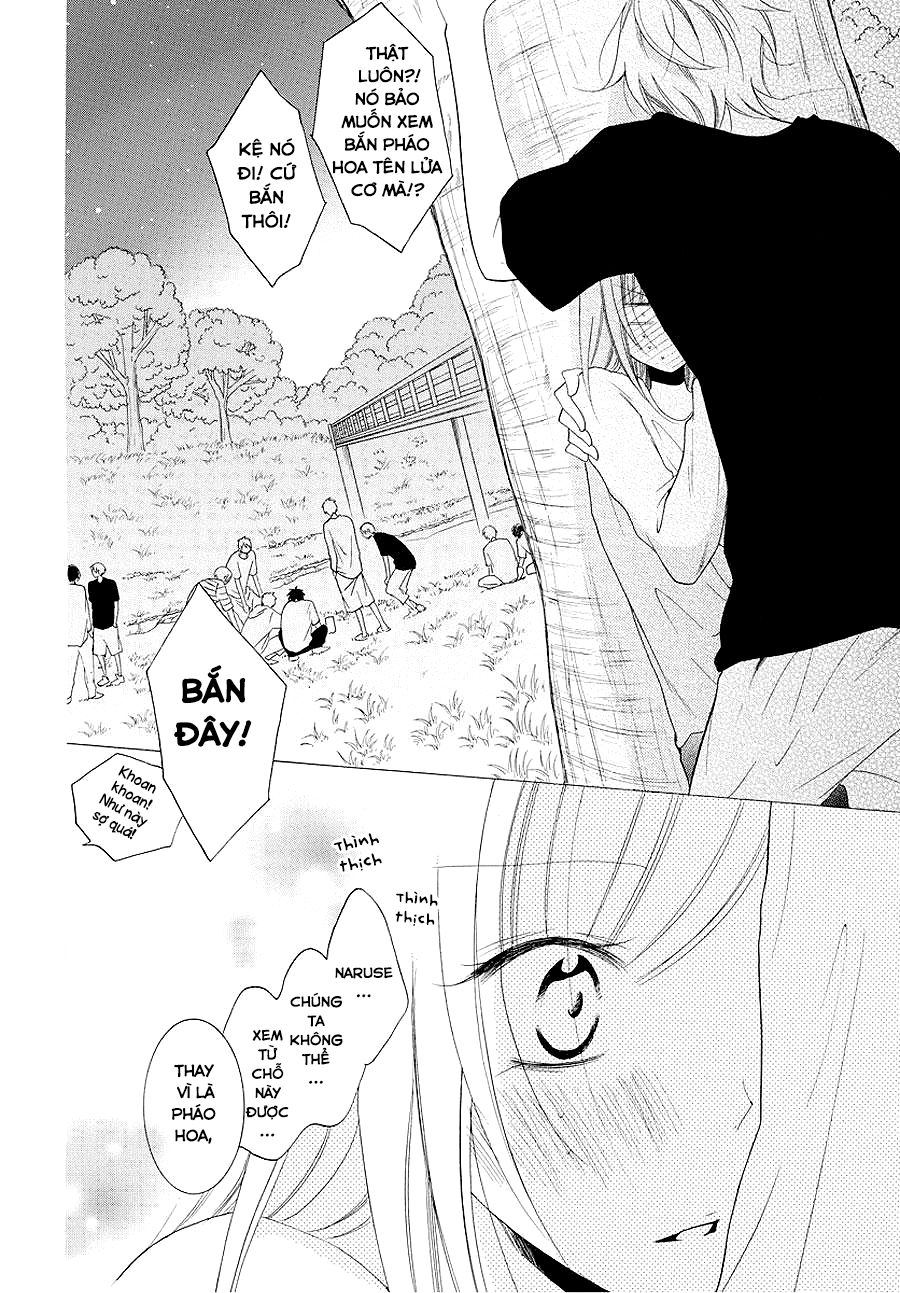 THẬT
LUÔN?!
NÓ BẢO
MUỐN XEM
BẮN PHÁO
HOA TÊN LỬA
CƠ MÀ!?
KỆ NÓ
ĐI! CỨ
BẮN
THÔI!
BẮN
ĐÂY!
Khoan
khoan!
Như này
sợ quá!
Thình
thịch
Thình
thịch
NARUSE
...
CHÚNG
TA
KHÔNG
THỂ
...
XEM
TỪ
CHỖ
NÀY
ĐƯỢC
...
THAY
VÌ LÀ
PHÁO
HOA,